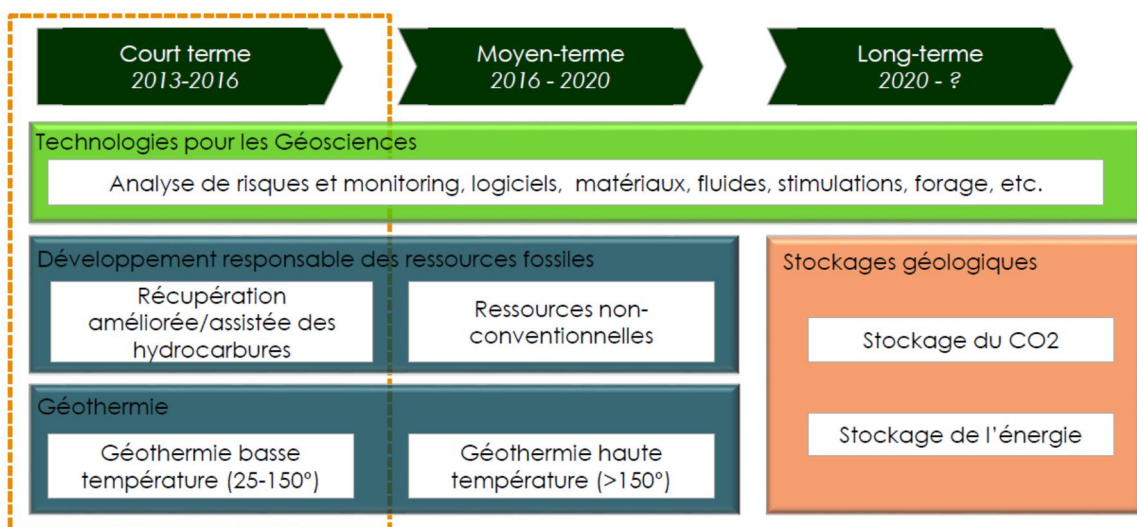 Court terme
2013-2016
Moyen-terme
2016 - 2020
Long-terme
2020 - ?
Technologies pour les Géosciences
Analyse de risques et monitoring, logiciels, matériaux, fluides, stimulations, forage, etc.
Développement responsable des ressources fossiles
Récupération
améliorée/assistée des
hydrocarbures
Ressources non-
conventionnelles
Géothermie
Géothermie basse
température (25-150°)
Géothermie haute
température (>150°)
Stockages géologiques
Stockage du CO2
Stockage de l'énergie